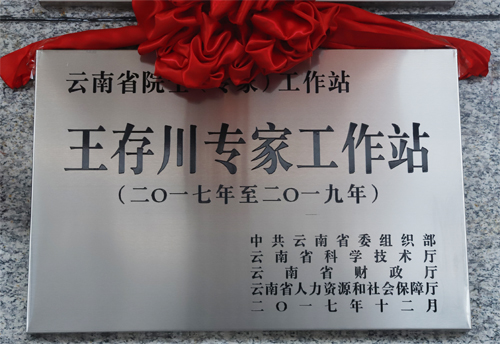 云南省院士（专家）工作站
王存川专家工作站
（二〇一七年至二〇一九年）
中共云南省委组织部
云南省科学技术厅
云南省财政厅
云南省人力资源和社会保障厅
二〇一七年十二月